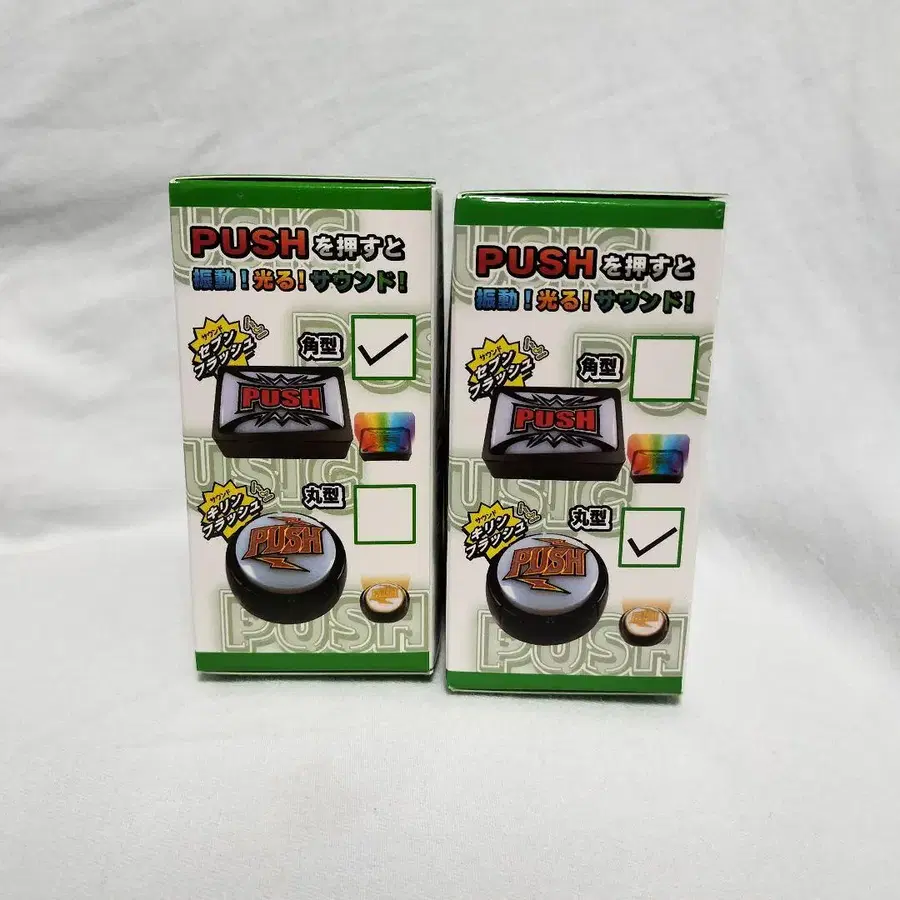 PUSHを押すと
振動!光る!サウンド!
サウンド
セブン
フラッシュ
角型
PUSH
サウンド
キリン
フラッシュ
丸型
PUSH
PUSH
PUSHを押すと
振動!光る!サウンド!
サウンド
セブン
フラッシュ
角型
PUSH
サウンド
キリン
フラッシュ
丸型
PUSH
PUSH